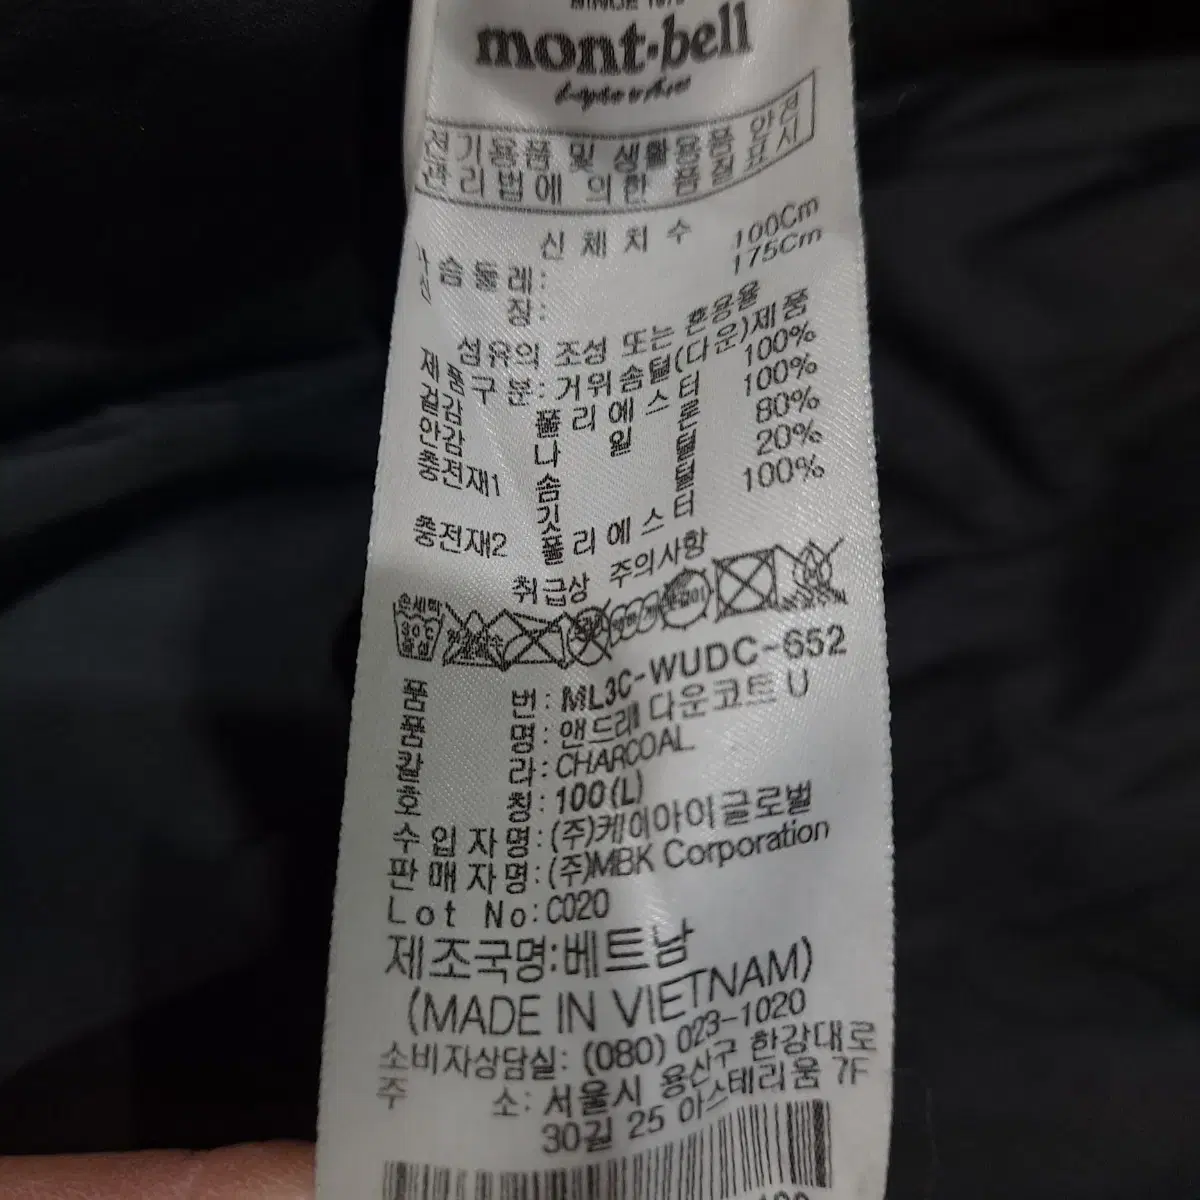 SINCE 1975
mont-bell
전기용품 및 생활용품 안전
관리법에 의한 품질표시
신체치수
가슴둘레: 100Cm
신장: 175Cm
섬유의 조성 또는 혼용율
제품구분: 거위솜털(다운)제품
겉감 폴리에스터 100%
안감 나일론 100%
충전재1 솜털 80%
깃털 20%
충전재2 폴리에스터 100%
취급상 주의사항
손세탁
30℃
중성
품번: ML3C-WUDC-652
품명: 앤드래 다운코트 U
칼라: CHARCOAL
호칭: 100(L)
수입자명: (주)케이아이글로벌
판매자명: (주)MBK Corporation
Lot No: C020
제조국명: 베트남
(MADE IN VIETNAM)
소비자상담실: (080) 023-1020
주소: 서울시 용산구 한강대로
30길 25 아스테리움 7F